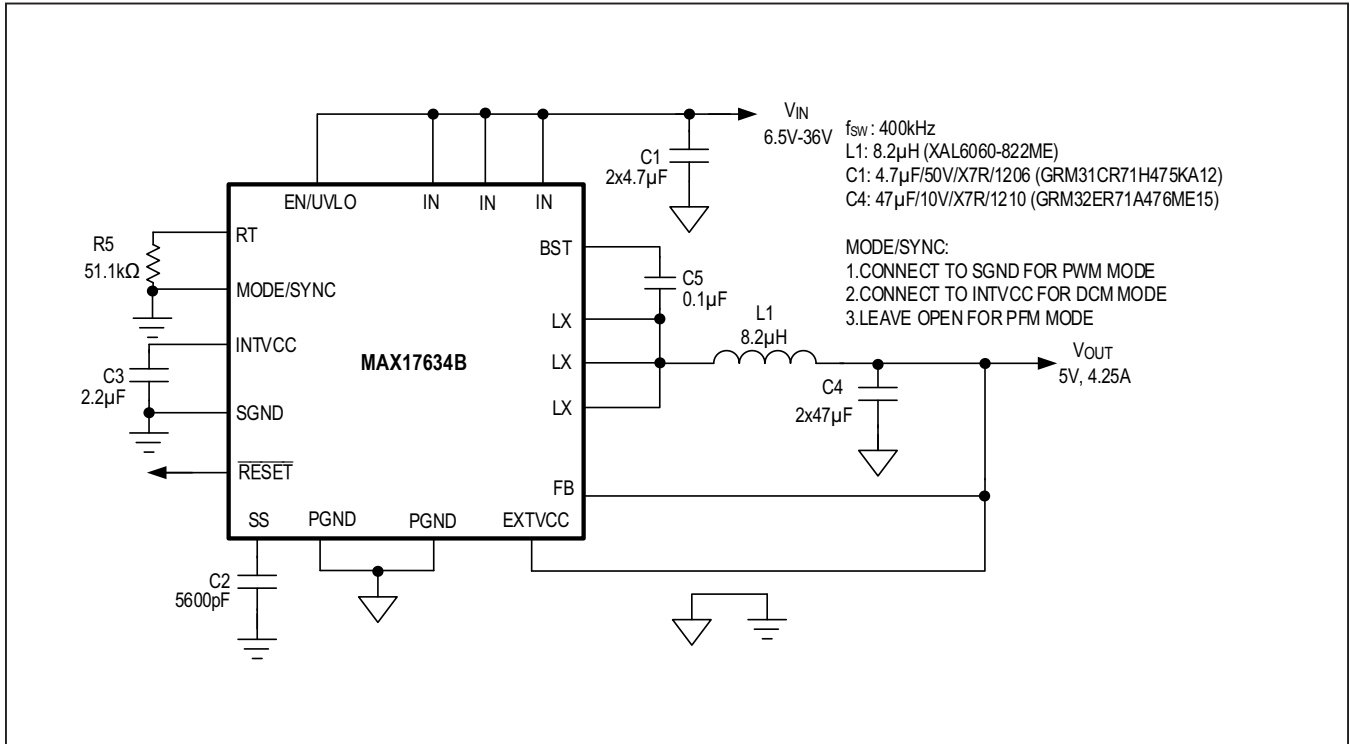 VIN
6.5V-36V
fSW: 400kHz
L1: 8.2µH (XAL6060-822ME)
C1: 4.7µF/50V/X7R/1206 (GRM31CR71H475KA12)
C4: 47µF/10V/X7R/1210 (GRM32ER71A476ME15)
C1
2x4.7µF
EN/UVLO
IN
IN
IN
RT
R5
51.1kΩ
BST
MODE/SYNC:
1.CONNECT TO SGND FOR PWM MODE
2.CONNECT TO INTVCC FOR DCM MODE
3.LEAVE OPEN FOR PFM MODE
C5
0.1µF
MODE/SYNC
LX
L1
8.2µH
INTVCC
MAX17634B
LX
VOUT
5V, 4.25A
C3
2.2µF
C4
2x47µF
LX
SGND
RESET
FB
SS
PGND
PGND
EXTVCC
C2
5600pF